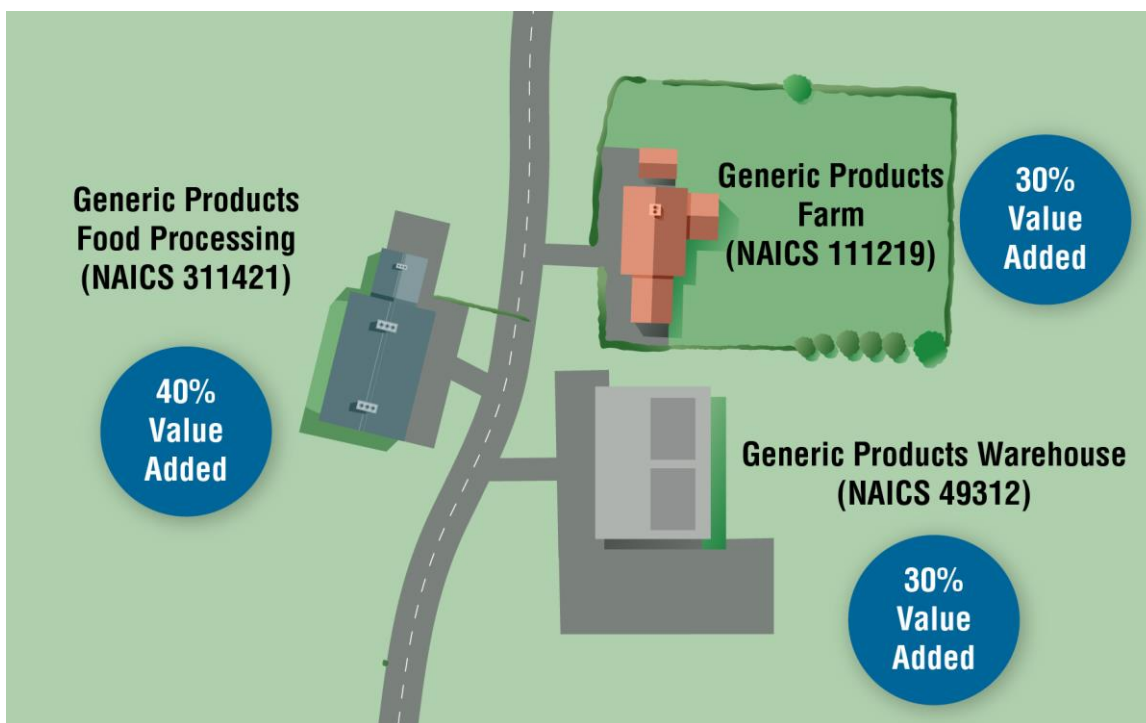 Generic Products
Food Processing
(NAICS 311421)
40%
Value
Added
Generic Products
Farm
(NAICS 111219)
30%
Value
Added
Generic Products Warehouse
(NAICS 49312)
30%
Value
Added